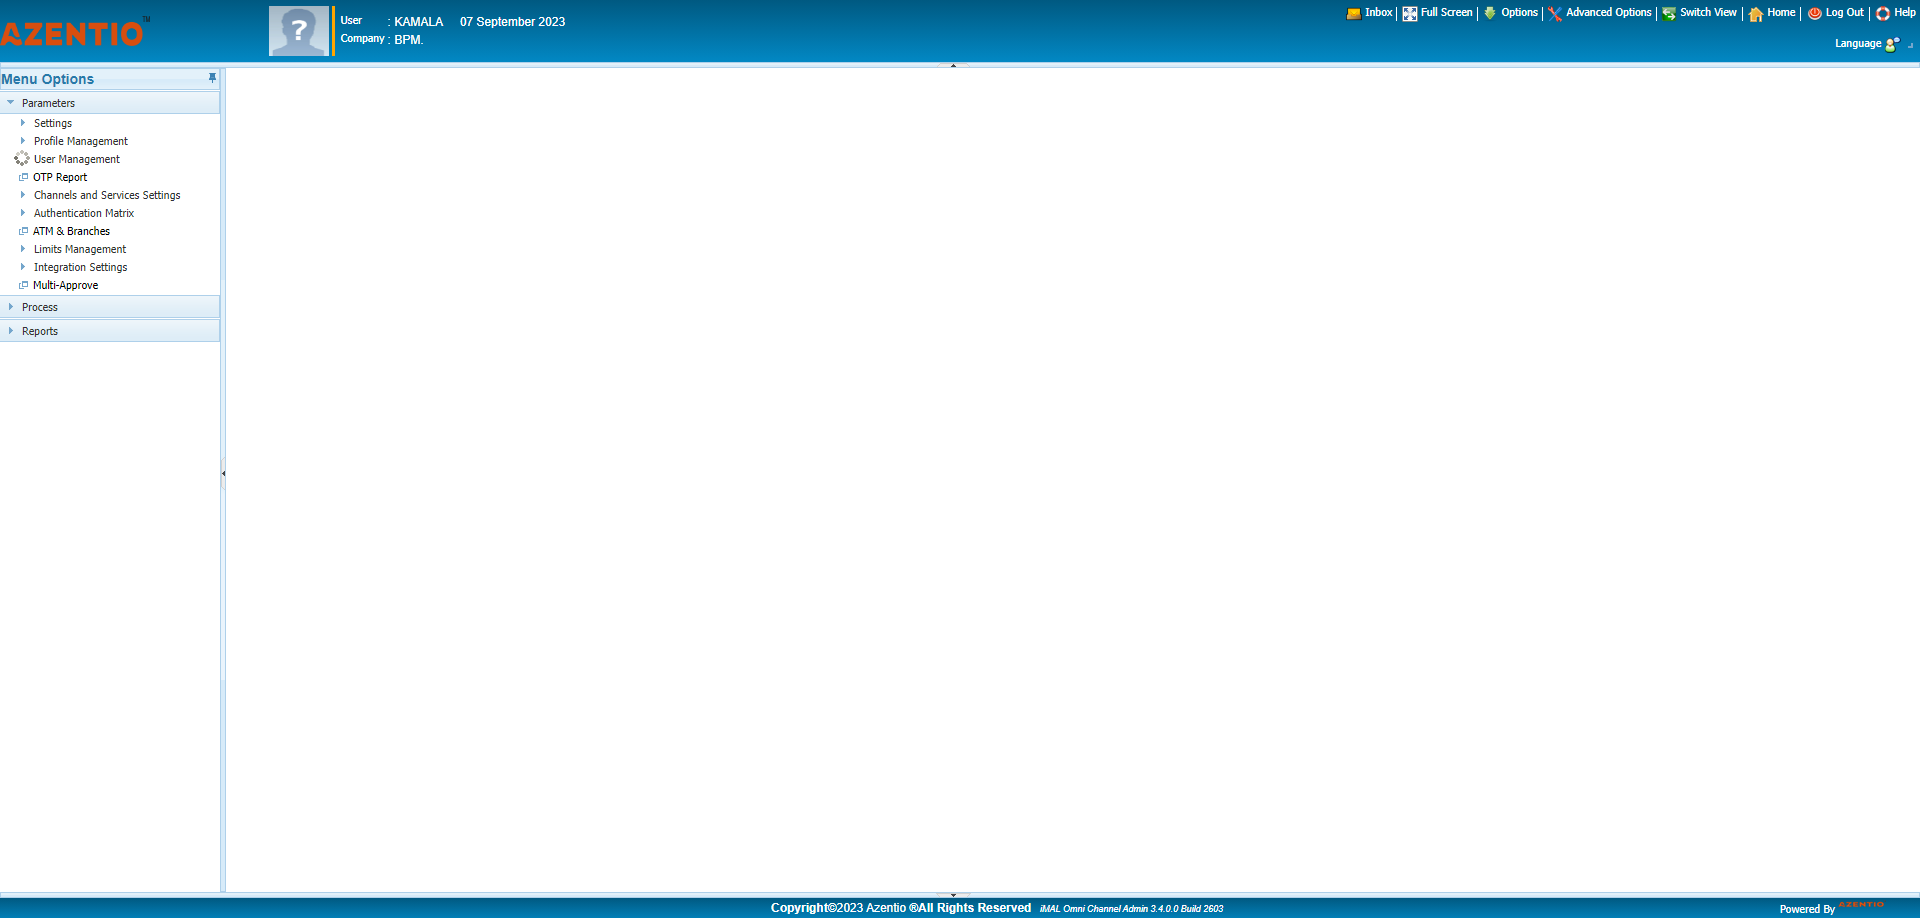 AZENTIO™
User : KAMALA 07 September 2023
Company : BPM.
Inbox | Full Screen | Options | Advanced Options | Switch View | Home | Log Out | Help
Language
Menu Options
Parameters
Settings
Profile Management
User Management
OTP Report
Channels and Services Settings
Authentication Matrix
ATM & Branches
Limits Management
Integration Settings
Multi-Approve
Process
Reports
Copyright©2023 Azentio ®All Rights Reserved iMAL Omni Channel Admin 3.4.0.0 Build 2603
Powered By AZENTIO